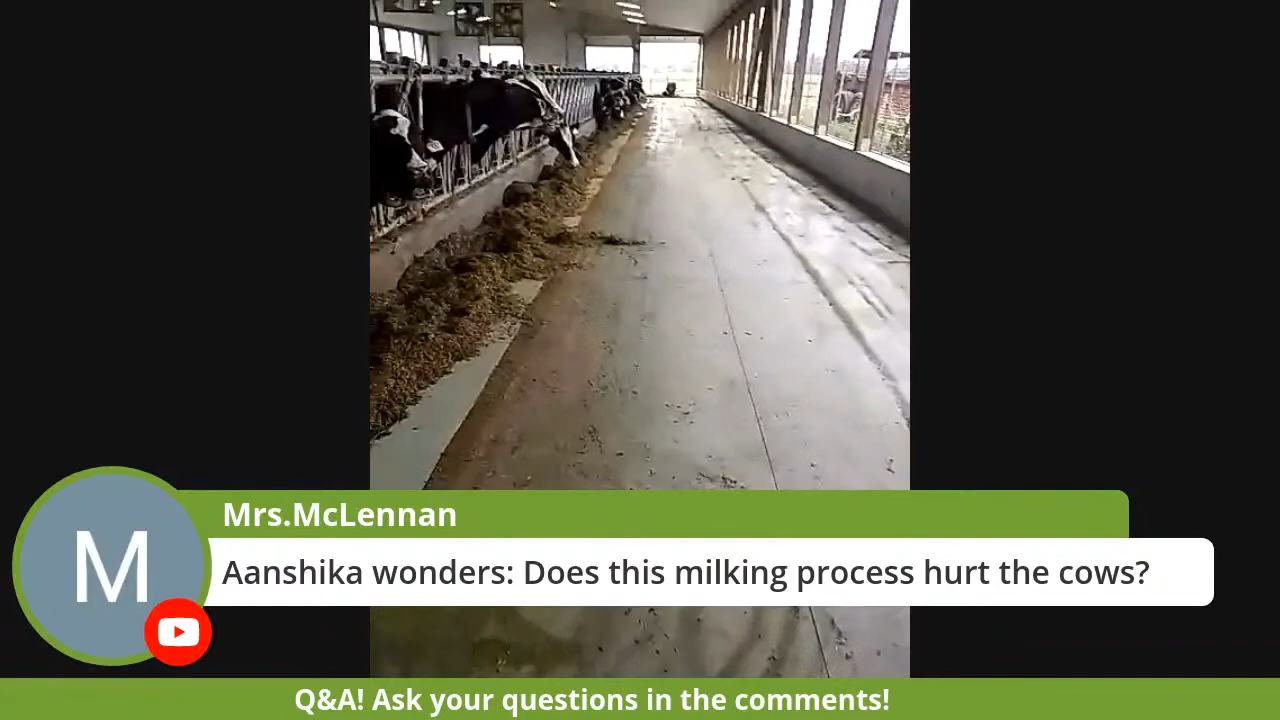 Mrs.McLennan
M
Aanshika wonders: Does this milking process hurt the cows?
Q&A! Ask your questions in the comments!